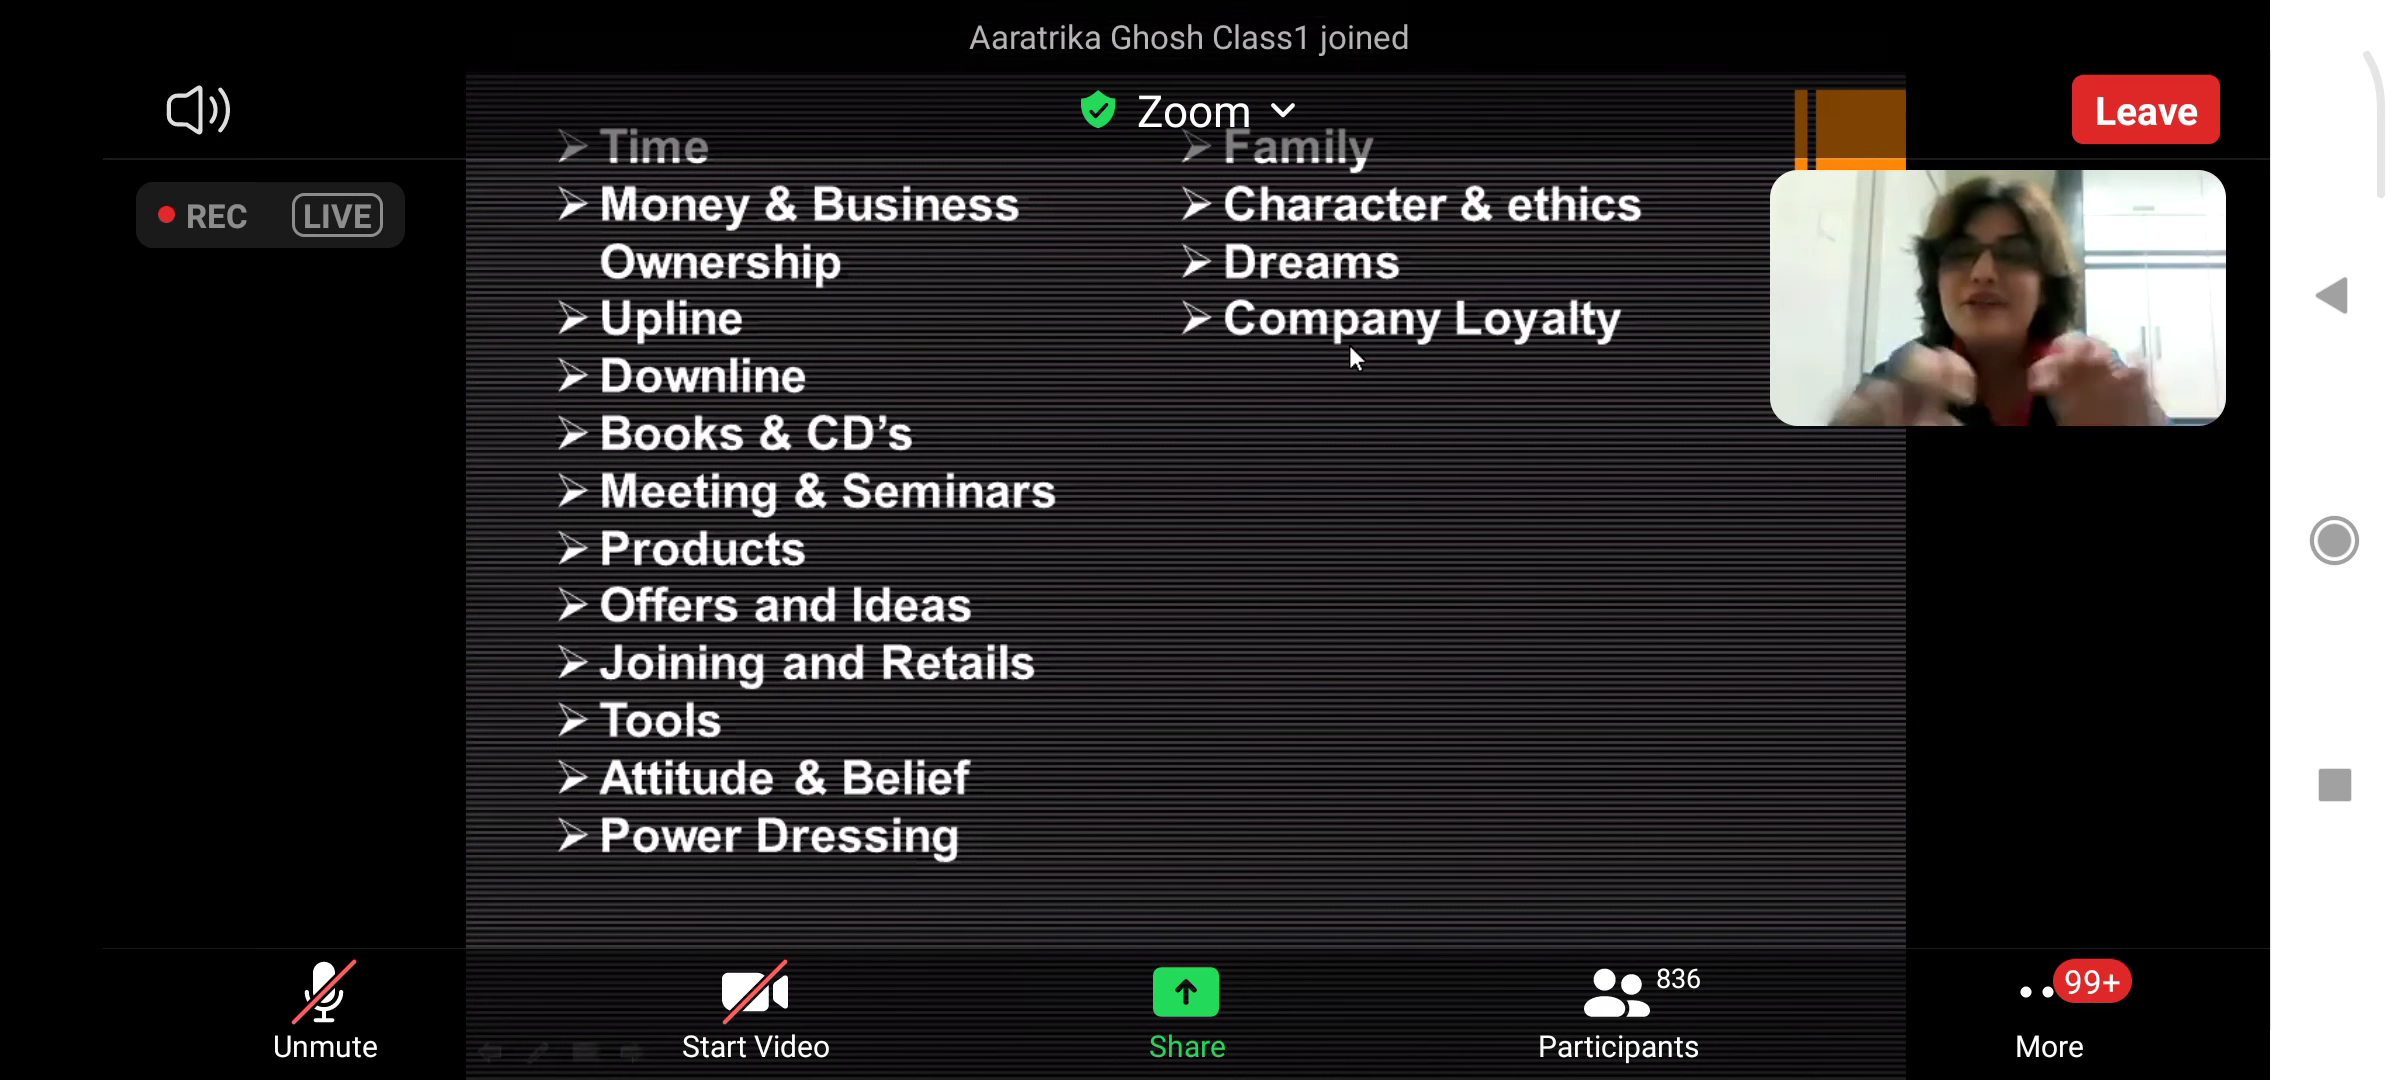 Aaratrika Ghosh Class1 joined
Zoom
Leave
REC LIVE
➢ Time
➢ Money & Business
Ownership
➢ Upline
➢ Downline
➢ Books & CD’s
➢ Meeting & Seminars
➢ Products
➢ Offers and Ideas
➢ Joining and Retails
➢ Tools
➢ Attitude & Belief
➢ Power Dressing
➢ Family
➢ Character & ethics
➢ Dreams
➢ Company Loyalty
Unmute
Start Video
Share
836
Participants
99+
More